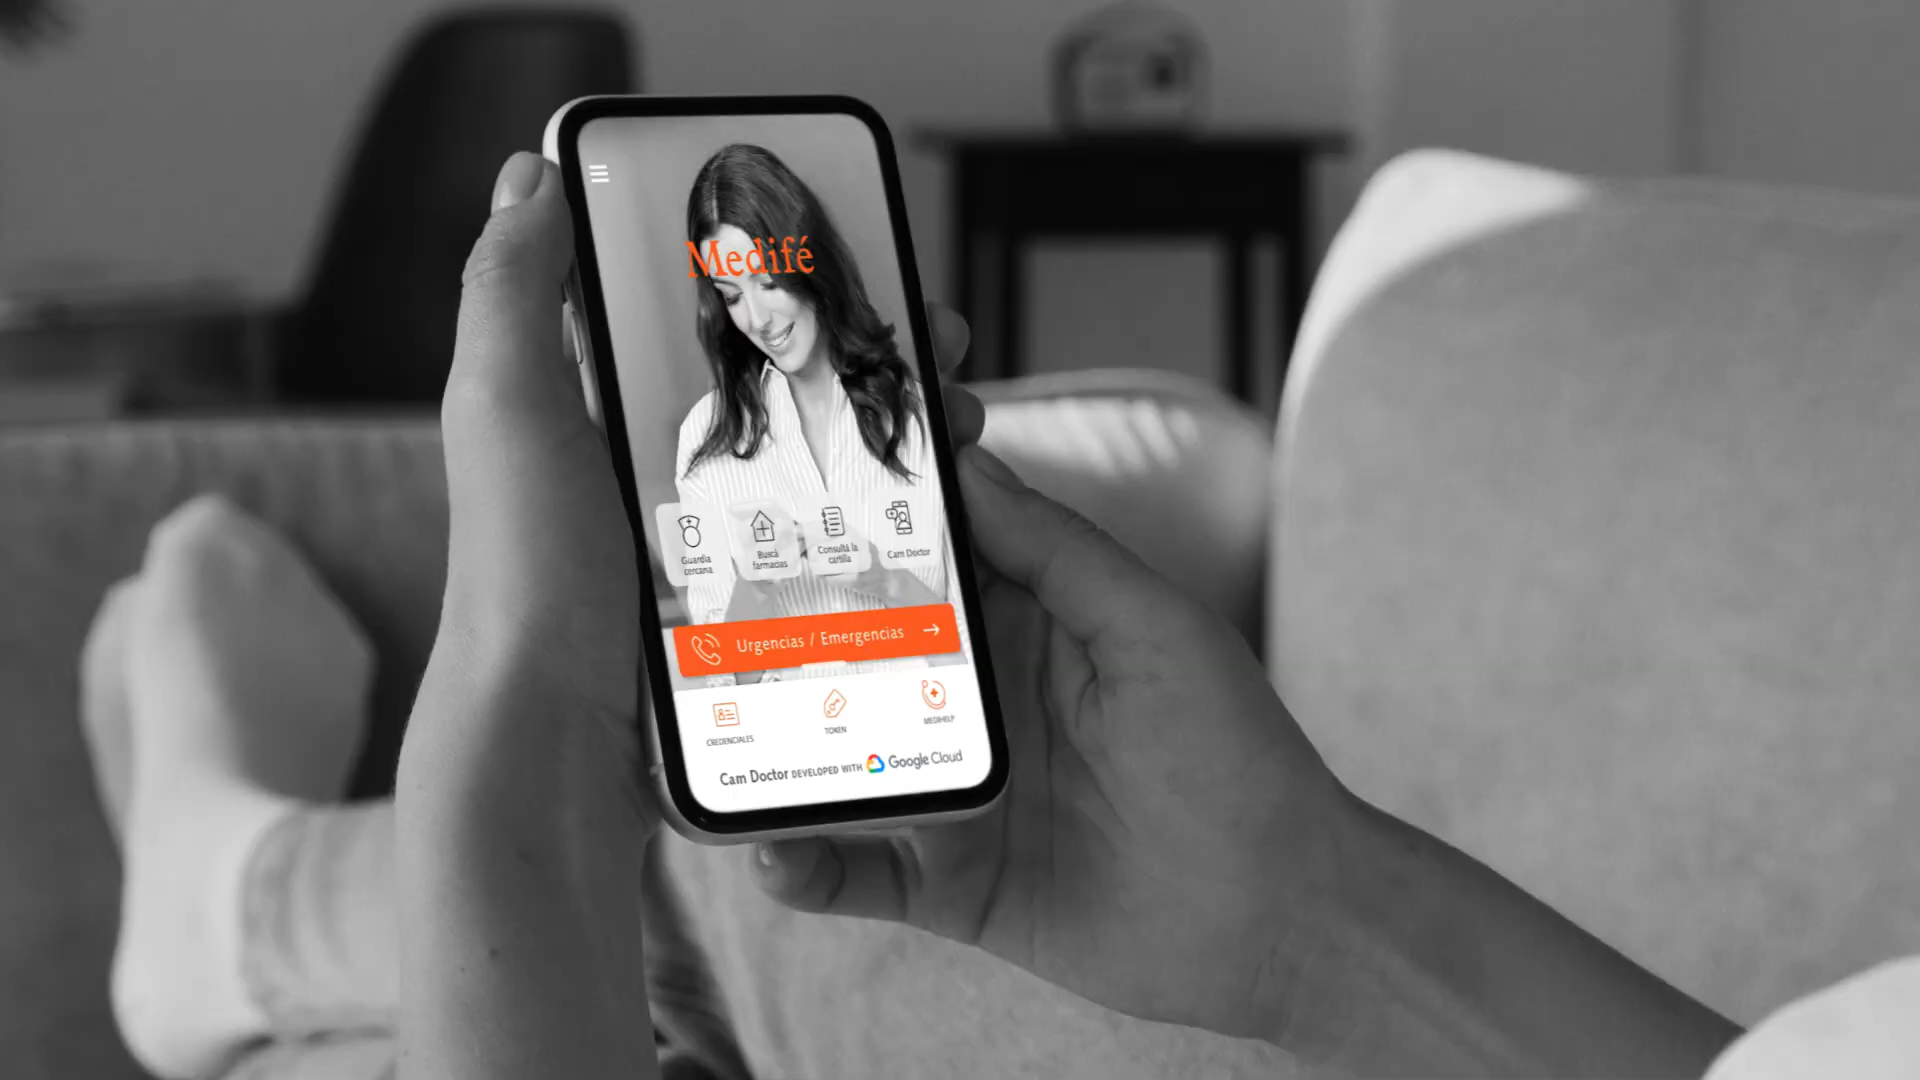 Medifé
Guardia
cercana
Buscá
farmacias
Consultá la
cartilla
Cam Doctor
Urgencias / Emergencias
CREDENCIALES
TOKEN
MEDIHELP
Cam Doctor DEVELOPED WITH Google Cloud